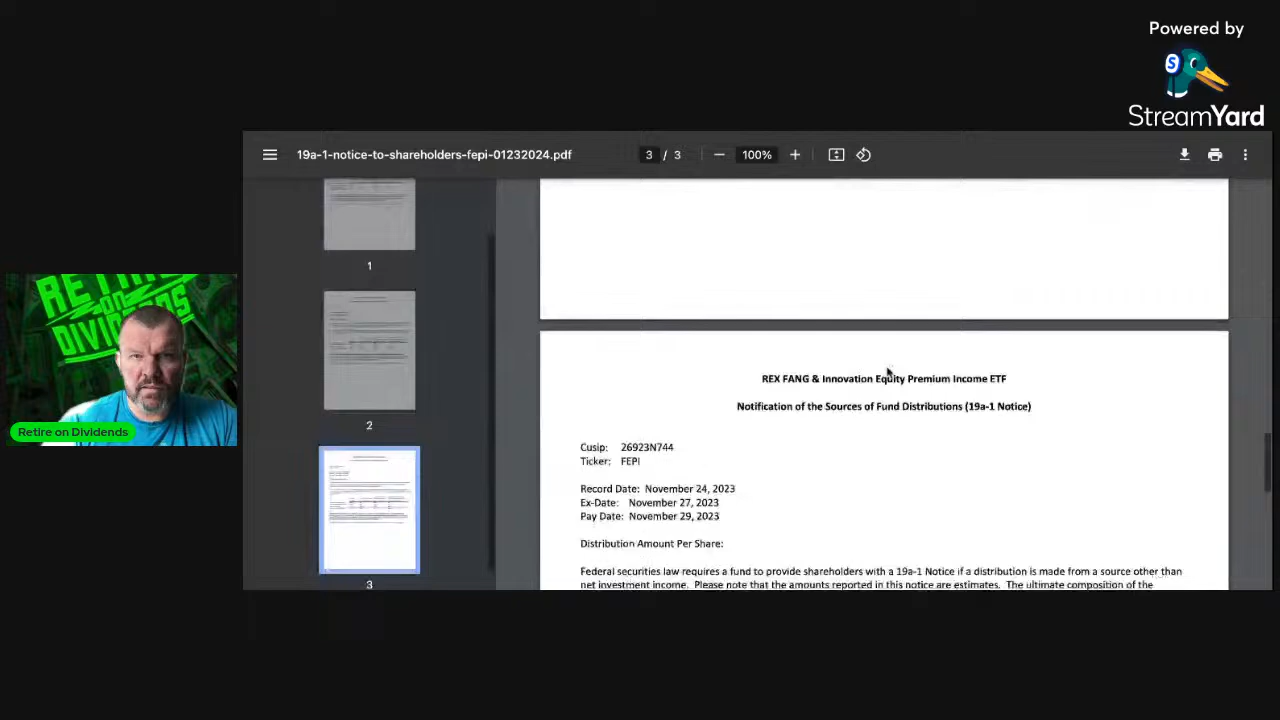 Powered by
S
StreamYard
19a-1-notice-to-shareholders-fepi-01232024.pdf
3 / 3
100%
1
2
3
RETIRE
ON
DIVIDENDS
Retire on Dividends
REX FANG & Innovation Equity Premium Income ETF
Notification of the Sources of Fund Distributions (19a-1 Notice)
Cusip: 26923N744
Ticker: FEPI
Record Date: November 24, 2023
Ex-Date: November 27, 2023
Pay Date: November 29, 2023
Distribution Amount Per Share:
Federal securities law requires a fund to provide shareholders with a 19a-1 Notice if a distribution is made from a source other than
net investment income. Please note that the amounts reported in this notice are estimates. The ultimate composition of the